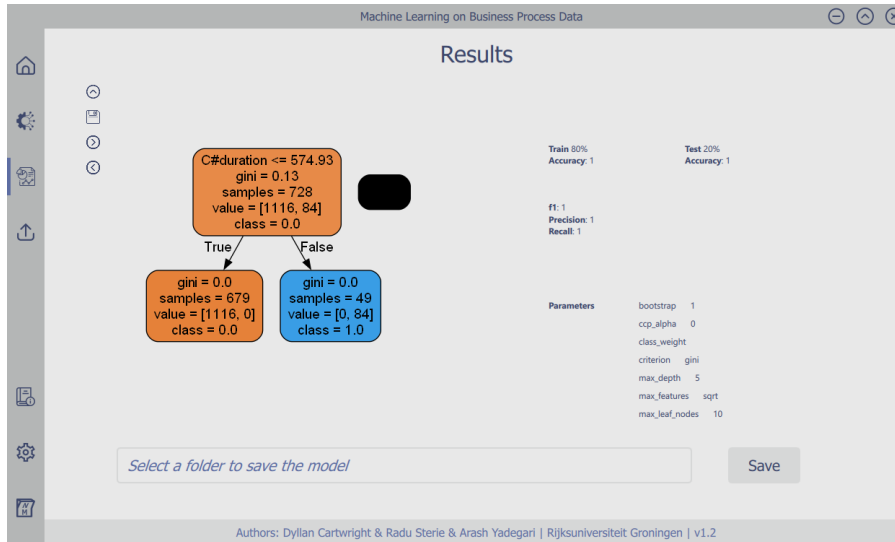 Machine Learning on Business Process Data
Results
Train 80%
Test 20%
Accuracy: 1
Accuracy: 1
C#duration <= 574.93
gini = 0.13
samples = 728
value = [1116, 84]
class = 0.0
True
False
gini = 0.0
samples = 679
value = [1116, 0]
class = 0.0
gini = 0.0
samples = 49
value = [0, 84]
class = 1.0
f1: 1
Precision: 1
Recall: 1
Parameters
bootstrap 1
ccp_alpha 0
class_weight
criterion gini
max_depth 5
max_features sqrt
max_leaf_nodes 10
Select a folder to save the model
Save
Authors: Dyllan Cartwright & Radu Sterie & Arash Yadegari | Rijksuniversiteit Groningen | v1.2